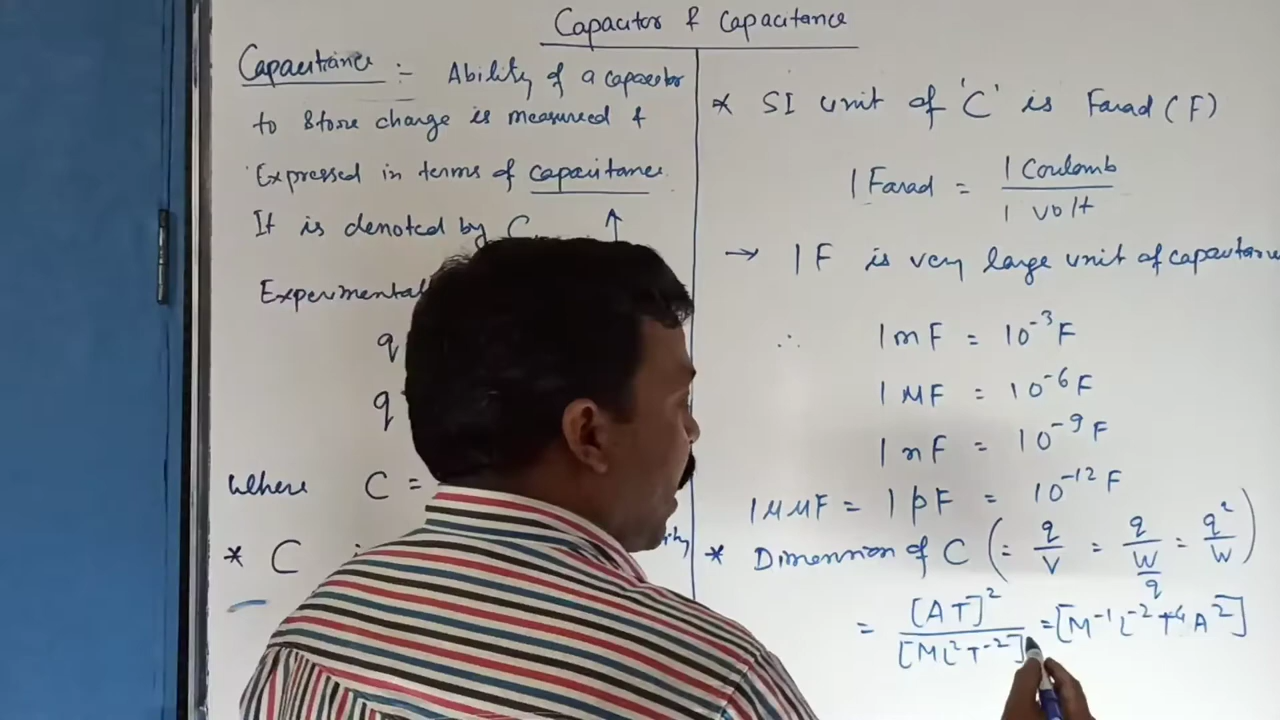 Capacitor & Capacitance
Capacitance :- Ability of a capacitor
to store charge is measured &
Expressed in terms of capacitance
It is denoted by C
↑
q
q
where C =
* C
* SI unit of 'C' is Farad (F)
1 Farad = 1 Coulomb / 1 volt
→ 1 F is very large unit of capacitance
∴ 1 mF = 10⁻³ F
1 μF = 10⁻⁶ F
1 nF = 10⁻⁹ F
1 μμF = 1 pF = 10⁻¹² F
* Dimension of C (= q/V = q/(W/q) = q²/W)
= [AT]² / [ML²T⁻²] = [M⁻¹L⁻²T⁴A²]